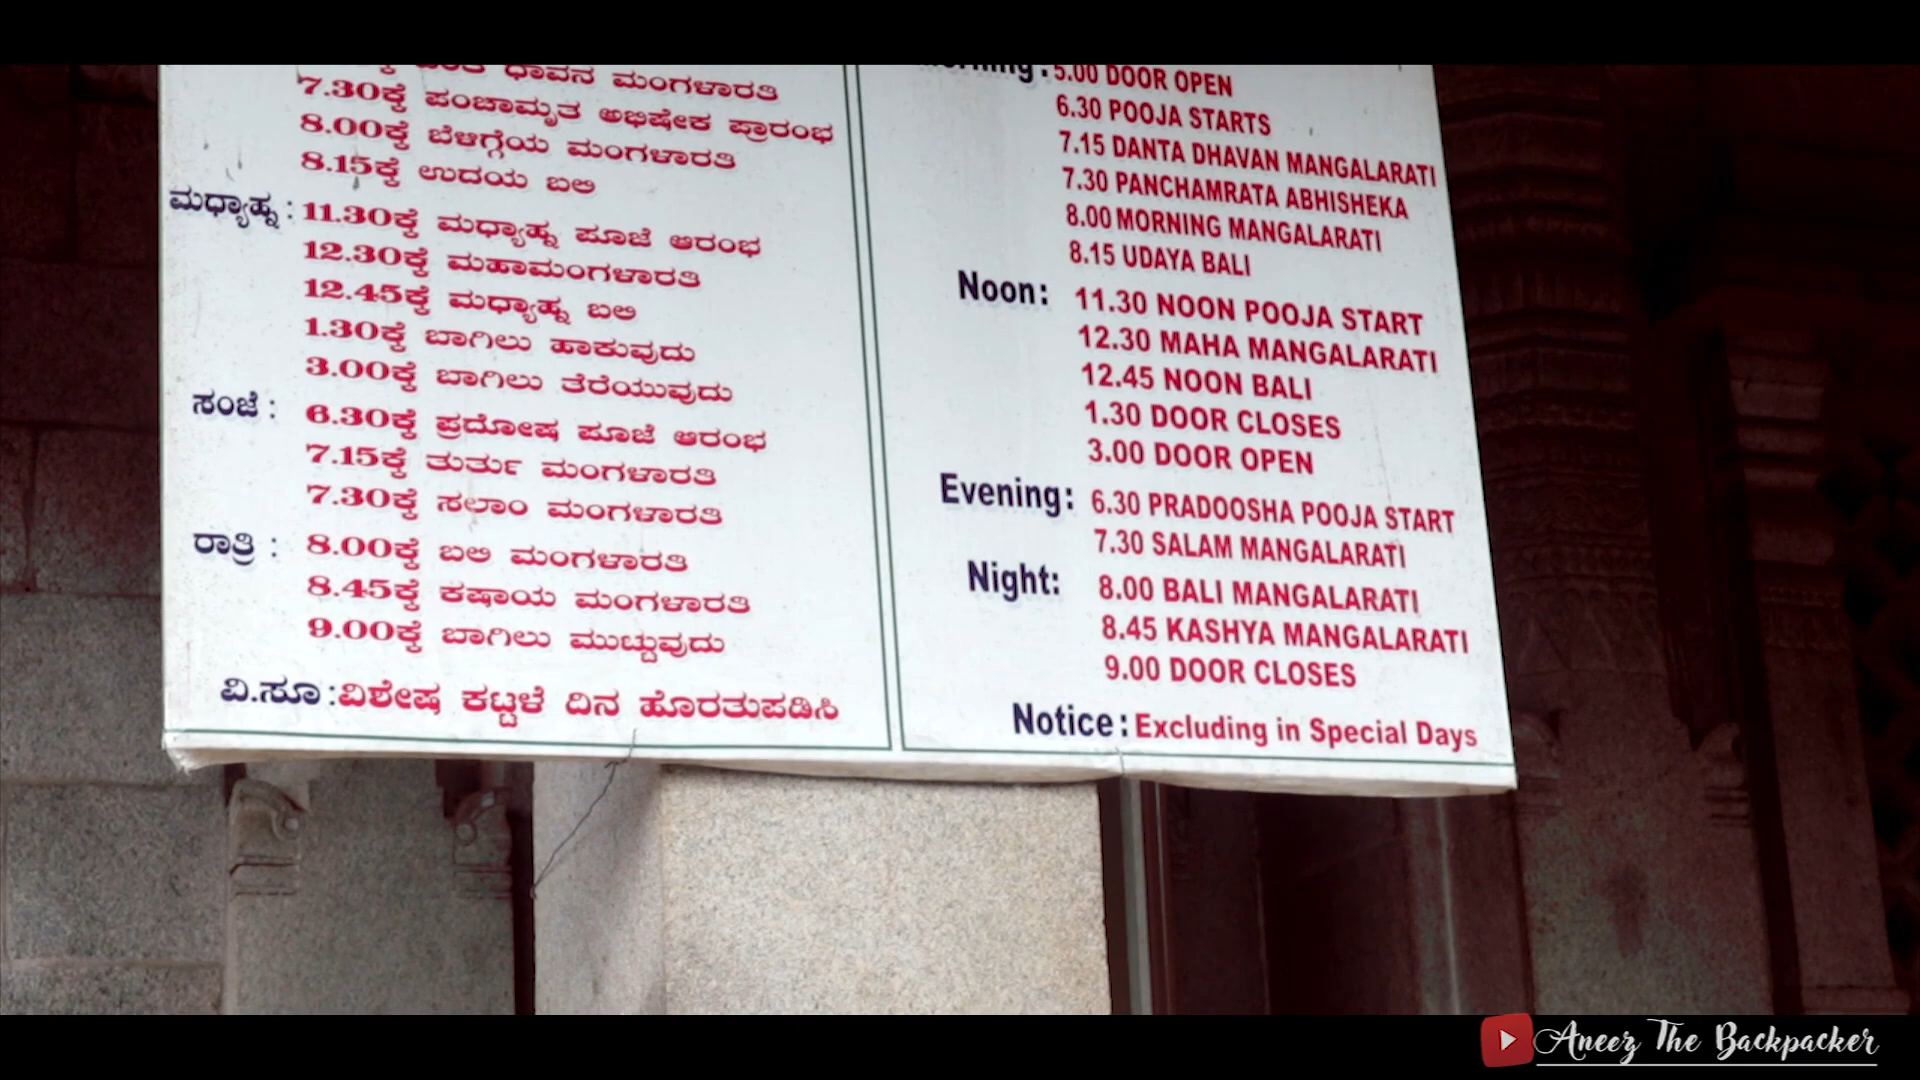 ಧಾವನ ಮಂಗಳಾರತಿ
7.30ಕ್ಕೆ ಪಂಚಾಮೃತ ಅಭಿಷೇಕ ಪ್ರಾರಂಭ
8.00ಕ್ಕೆ ಬೆಳಿಗ್ಗೆಯ ಮಂಗಳಾರತಿ
8.15ಕ್ಕೆ ಉದಯ ಬಲಿ
ಮಧ್ಯಾಹ್ನ : 11.30ಕ್ಕೆ ಮಧ್ಯಾಹ್ನ ಪೂಜೆ ಆರಂಭ
12.30ಕ್ಕೆ ಮಹಾಮಂಗಳಾರತಿ
12.45ಕ್ಕೆ ಮಧ್ಯಾಹ್ನ ಬಲಿ
1.30ಕ್ಕೆ ಬಾಗಿಲು ಹಾಕುವುದು
3.00ಕ್ಕೆ ಬಾಗಿಲು ತೆರೆಯುವುದು
ಸಂಜೆ : 6.30ಕ್ಕೆ ಪ್ರದೋಷ ಪೂಜೆ ಆರಂಭ
7.15ಕ್ಕೆ ತುರ್ತು ಮಂಗಳಾರತಿ
7.30ಕ್ಕೆ ಸಲಾಂ ಮಂಗಳಾರತಿ
ರಾತ್ರಿ : 8.00ಕ್ಕೆ ಬಲಿ ಮಂಗಳಾರತಿ
8.45ಕ್ಕೆ ಕಷಾಯ ಮಂಗಳಾರತಿ
9.00ಕ್ಕೆ ಬಾಗಿಲು ಮುಚ್ಚುವುದು
ವಿ.ಸೂ : ವಿಶೇಷ ಕಟ್ಟಳೆ ದಿನ ಹೊರತುಪಡಿಸಿ
Morning : 5.00 DOOR OPEN
6.30 POOJA STARTS
7.15 DANTA DHAVAN MANGALARATI
7.30 PANCHAMRATA ABHISHEKA
8.00 MORNING MANGALARATI
8.15 UDAYA BALI
Noon: 11.30 NOON POOJA START
12.30 MAHA MANGALARATI
12.45 NOON BALI
1.30 DOOR CLOSES
3.00 DOOR OPEN
Evening: 6.30 PRADOOSHA POOJA START
7.30 SALAM MANGALARATI
Night: 8.00 BALI MANGALARATI
8.45 KASHYA MANGALARATI
9.00 DOOR CLOSES
Notice: Excluding in Special Days
Aneez The Backpacker